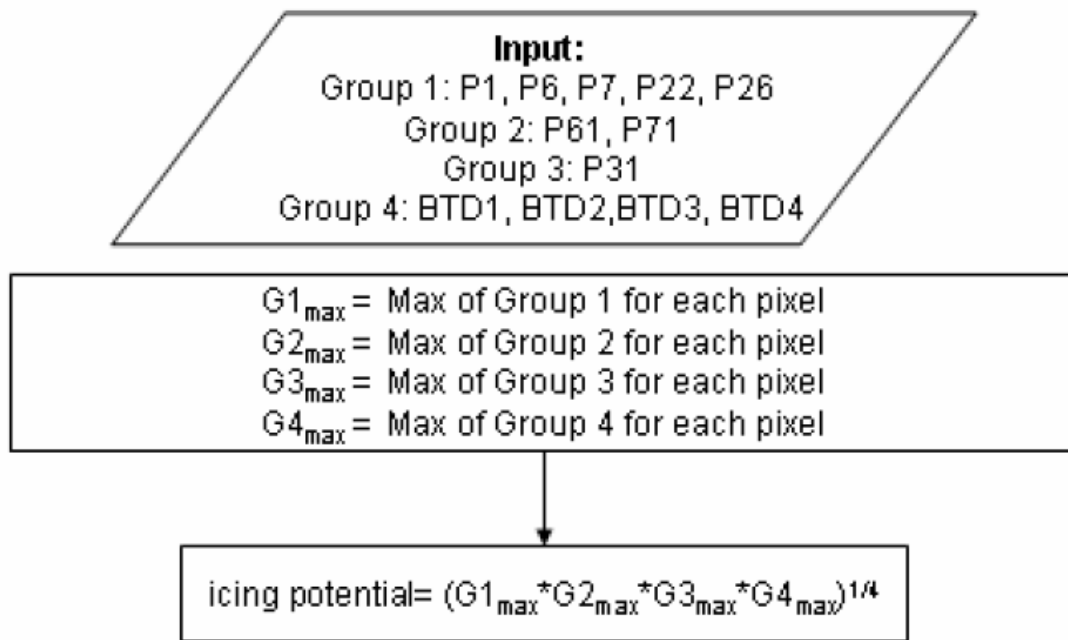 Input:
Group 1: P1, P6, P7, P22, P26
Group 2: P61, P71
Group 3: P31
Group 4: BTD1, BTD2,BTD3, BTD4
G1max = Max of Group 1 for each pixel
G2max = Max of Group 2 for each pixel
G3max = Max of Group 3 for each pixel
G4max = Max of Group 4 for each pixel
icing potential= (G1max*G2max*G3max*G4max)1/4